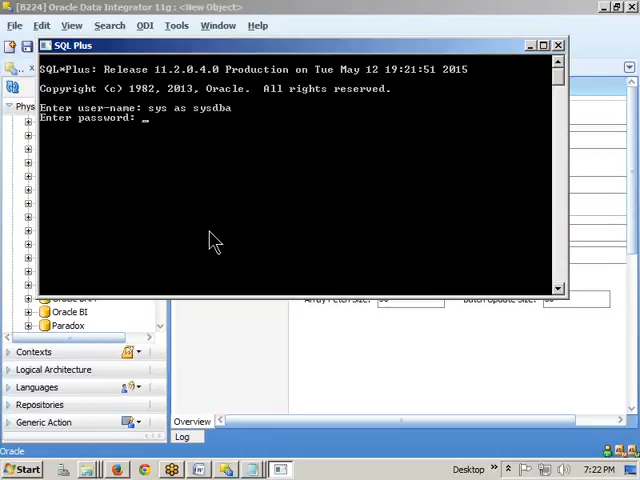 [B224] Oracle Data Integrator 11g : <New Object>
File Edit View Search ODI Tools Window Help
SQL Plus
SQL*Plus: Release 11.2.0.4.0 Production on Tue May 12 19:21:51 2015
Copyright (c) 1982, 2013, Oracle. All rights reserved.
Enter user-name: sys as sysdba
Enter password: _
Phys
Oracle BI
Paradox
Contexts
Logical Architecture
Languages
Repositories
Generic Action
Overview
Log
Oracle
Start
Desktop
7:22 PM